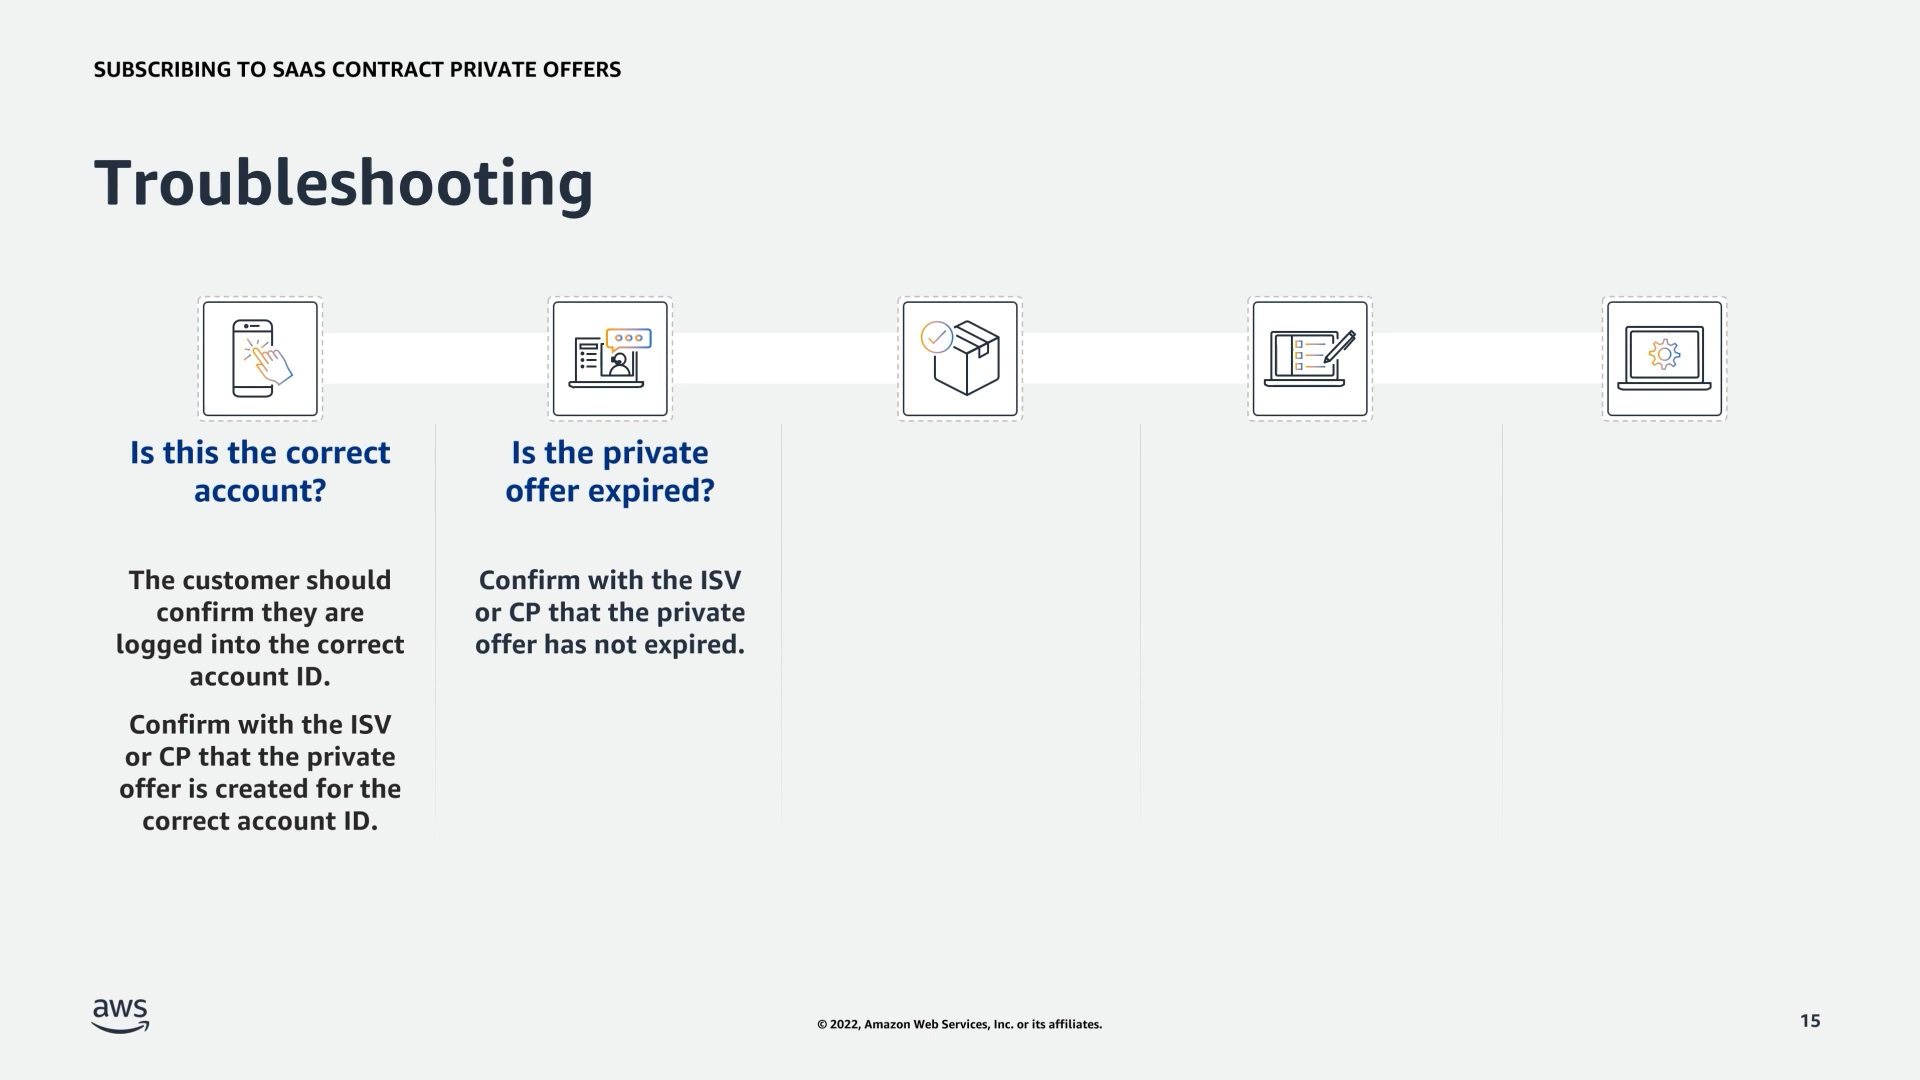 SUBSCRIBING TO SAAS CONTRACT PRIVATE OFFERS
Troubleshooting
Is this the correct
account?
The customer should
confirm they are
logged into the correct
account ID.
Confirm with the ISV
or CP that the private
offer is created for the
correct account ID.
Is the private
offer expired?
Confirm with the ISV
or CP that the private
offer has not expired.
aws
© 2022, Amazon Web Services, Inc. or its affiliates.
15